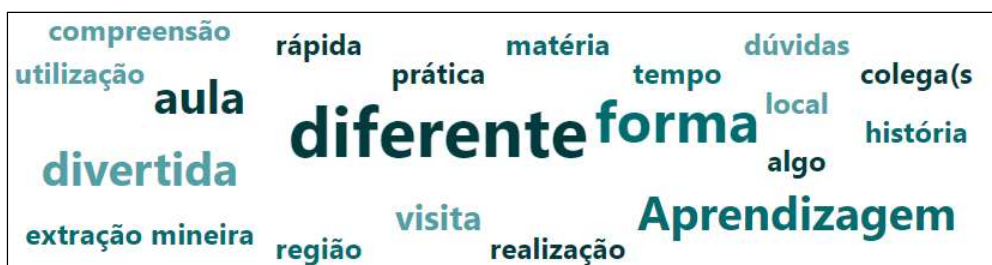 compreensão
rápida matéria dúvidas
utilização prática tempo colega(s
aula local
diferente forma história
algo
divertida
visita Aprendizagem
extração mineira
região realização